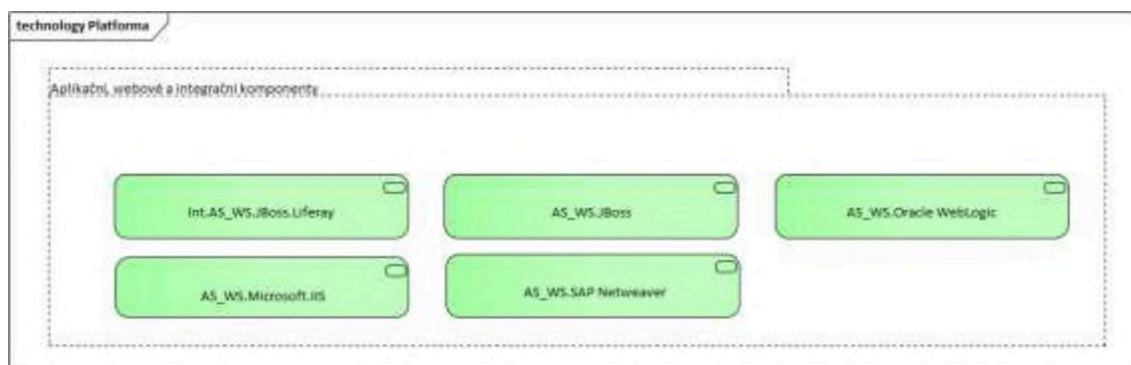 technology Platforma
Aplikační, webové a integrační komponenty
Int.AS_WS.JBoss.Liferay
AS_WS.JBoss
AS_WS.Oracle WebLogic
AS_WS.Microsoft.IIS
AS_WS.SAP Netweaver